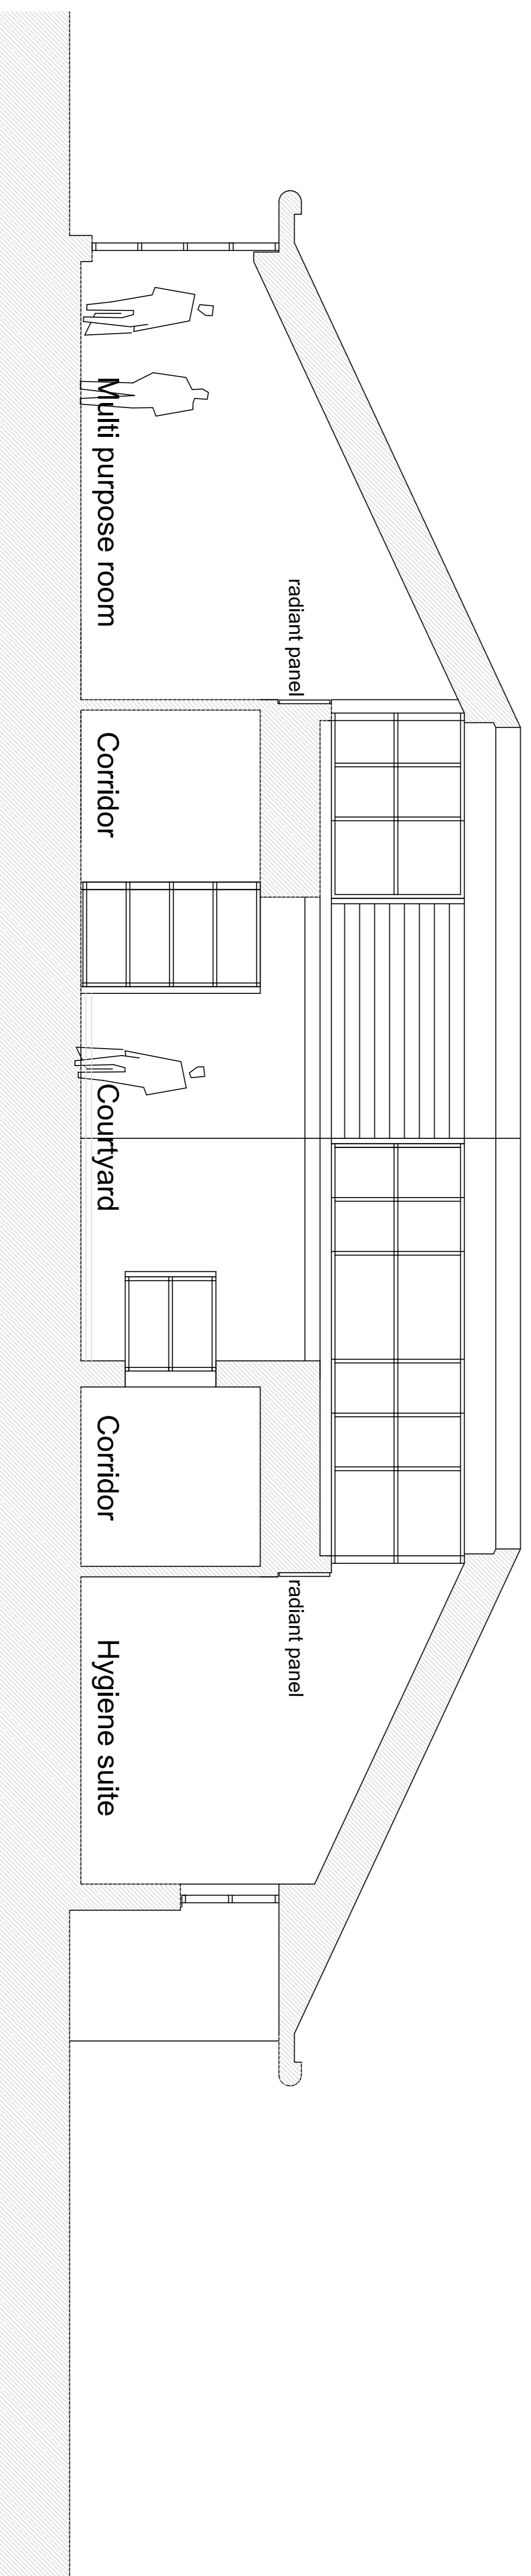 Multi purpose room
radiant panel
Corridor
Courtyard
Corridor
radiant panel
Hygiene suite